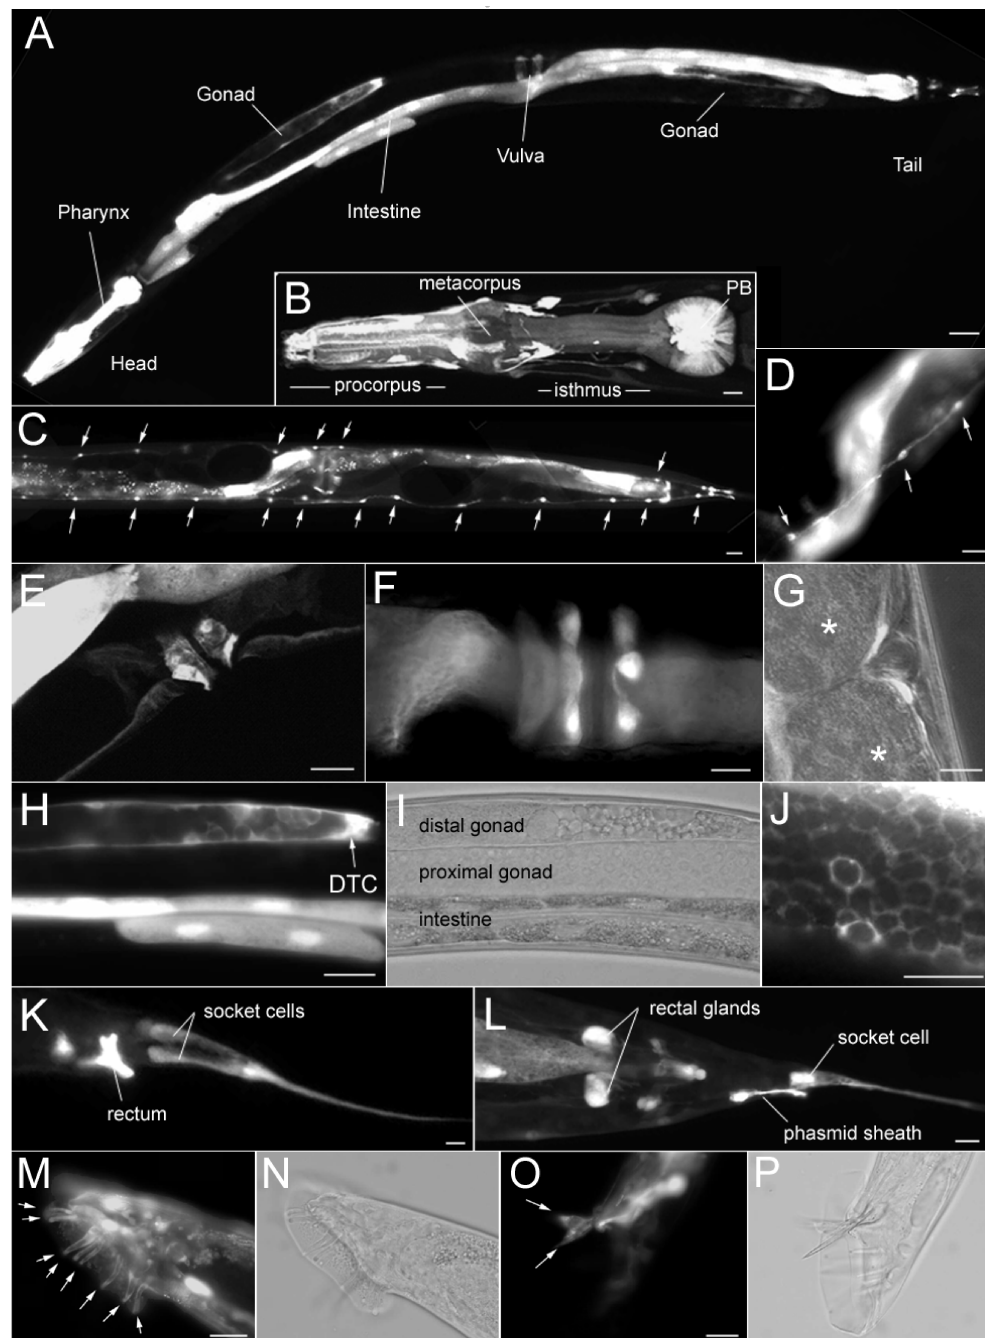 A
Gonad
Gonad
Vulva
Tail
Intestine
Pharynx
Head
B
metacorpus
PB
procorpus
isthmus
C
D
E
F
G
*
*
H
DTC
I
distal gonad
proximal gonad
intestine
J
K
socket cells
rectum
L
rectal glands
socket cell
phasmid sheath
M
N
O
P